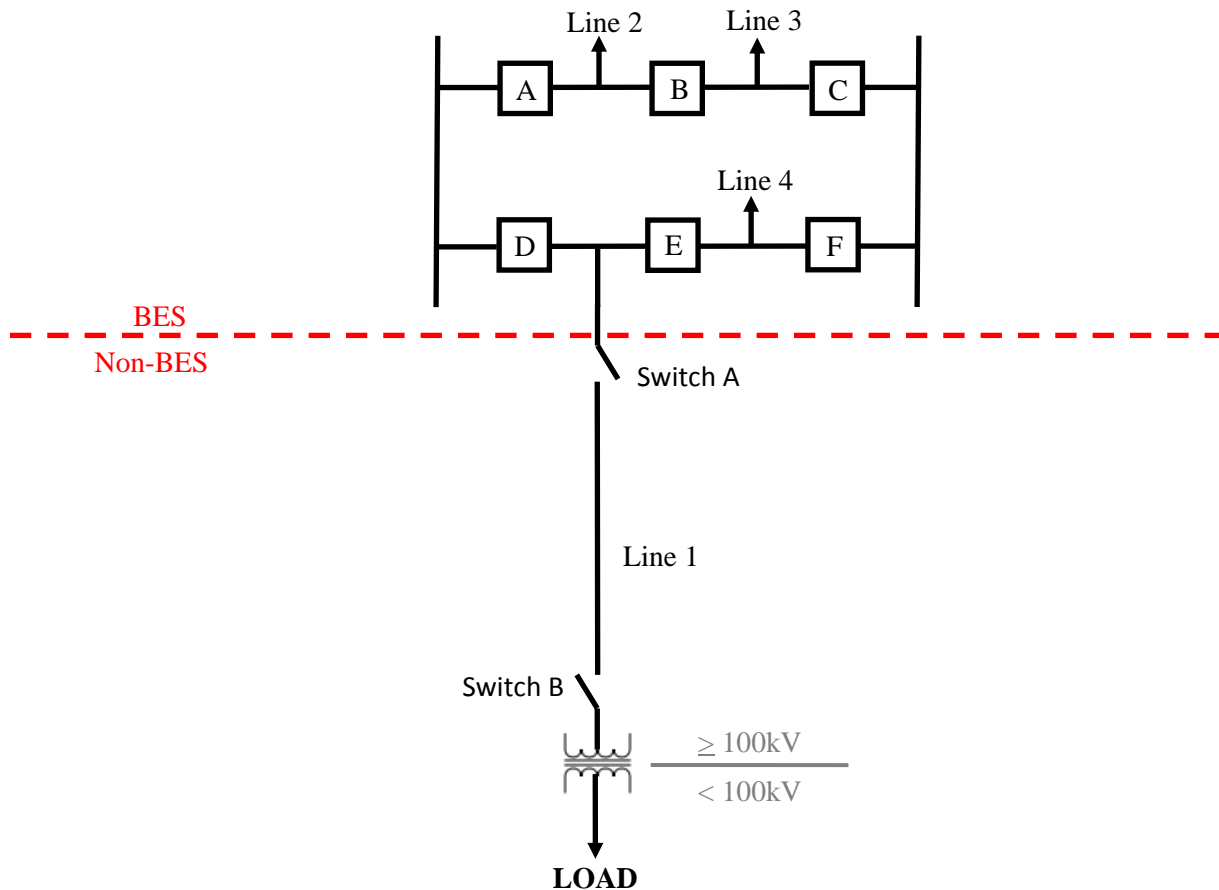 Line 2
Line 3
A
B
C
Line 4
D
E
F
BES
Non-BES
Switch A
Line 1
Switch B
≥ 100kV
< 100kV
LOAD